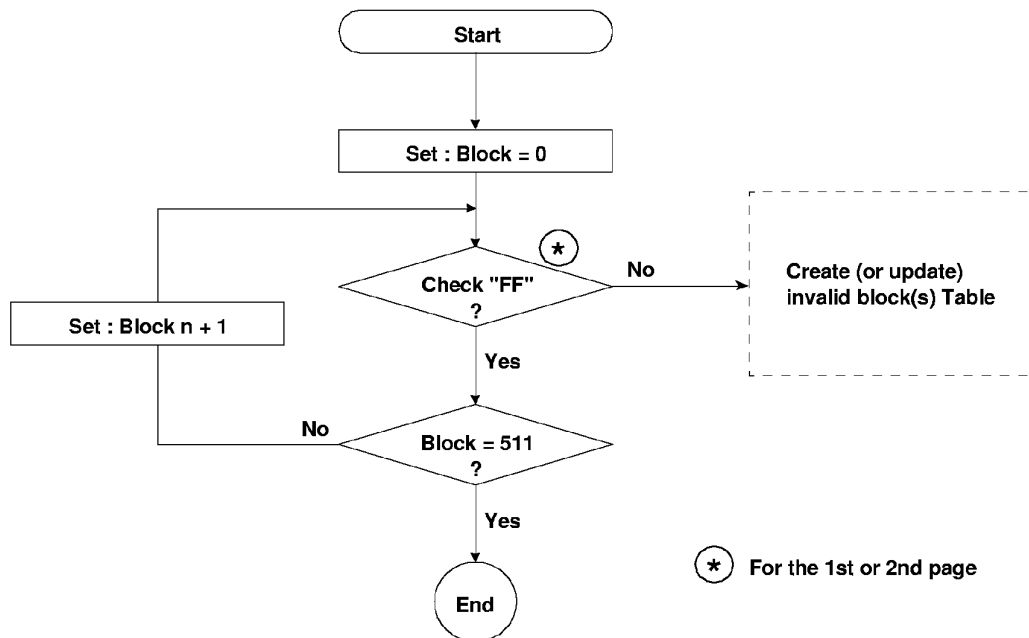 Start
Set : Block = 0
*
Check "FF"
?
No
Create (or update)
invalid block(s) Table
Set : Block n + 1
Yes
No
Block = 511
?
Yes
* For the 1st or 2nd page
End